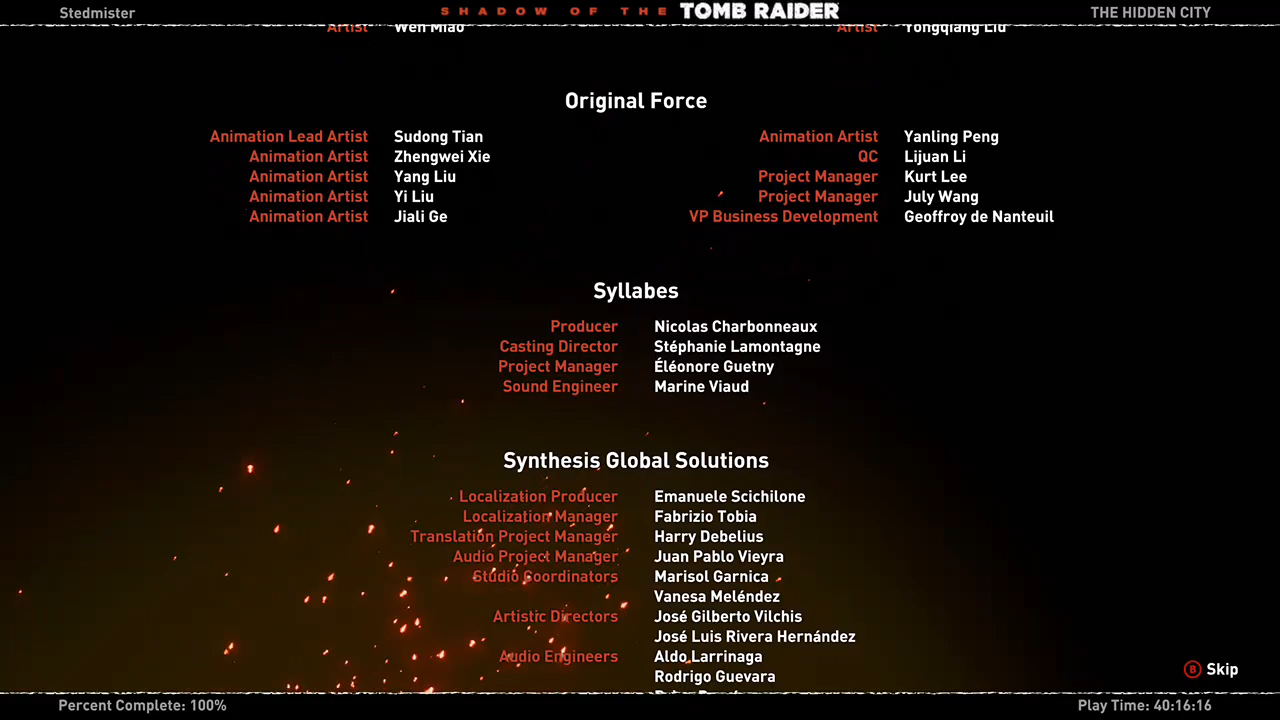 Stedmister SHADOW OF THE TOMB RAIDER THE HIDDEN CITY
Artist Wen Miao Artist Yongqiang Liu
Original Force
Animation Lead Artist Sudong Tian Animation Artist Yanling Peng
Animation Artist Zhengwei Xie QC Lijuan Li
Animation Artist Yang Liu Project Manager Kurt Lee
Animation Artist Yi Liu Project Manager July Wang
Animation Artist Jiali Ge VP Business Development Geoffroy de Nanteuil
Syllabes
Producer Nicolas Charbonneaux
Casting Director Stéphanie Lamontagne
Project Manager Éléonore Guetny
Sound Engineer Marine Viaud
Synthesis Global Solutions
Localization Producer Emanuele Scichilone
Localization Manager Fabrizio Tobia
Translation Project Manager Harry Debelius
Audio Project Manager Juan Pablo Vieyra
Studio Coordinators Marisol Garnica
Vanesa Meléndez
Artistic Directors José Gilberto Vilchis
José Luis Rivera Hernández
Audio Engineers Aldo Larrinaga
Rodrigo Guevara
B Skip
Percent Complete: 100% Play Time: 40:16:16